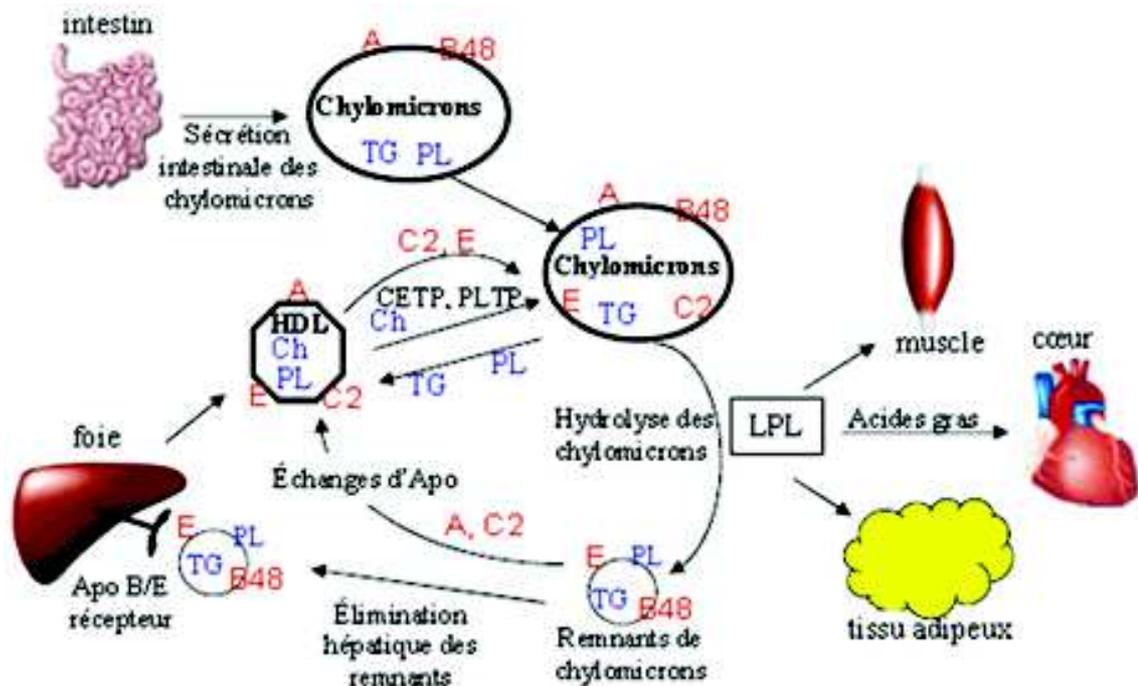 intestin
A
B48
Chylomicrons
TG PL
Sécrétion
intestinale des
chylomicrons
A
B48
PL
Chylomicrons
E
TG
C2
C2, E
CETP, PLTP
Ch
TG
PL
A
HDL
Ch
PL
E
C2
muscle
cœur
Hydrolyse des
chylomicrons
LPL
Acides gras
tissu adipeux
foie
Échanges d'Apo
A, C2
E
PL
TG
B48
Apo B/E
récepteur
Élimination
hépatique des
remnants
E
PL
TG
B48
Remnants de
chylomicrons